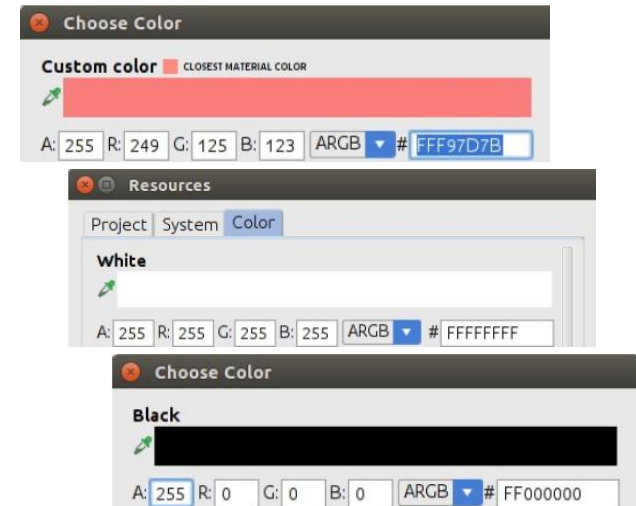 Choose Color
Custom color CLOSEST MATERIAL COLOR
A: 255 R: 249 G: 125 B: 123 ARGB # FFF97D7B
Resources
Project System Color
White
A: 255 R: 255 G: 255 B: 255 ARGB # FFFFFFFF
Choose Color
Black
A: 255 R: 0 G: 0 B: 0 ARGB # FF000000